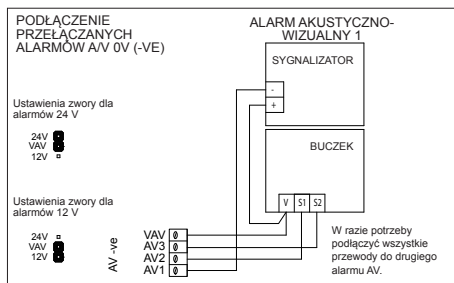 PODŁĄCZENIE
PRZEŁĄCZANYCH
ALARMÓW A/V 0V (-VE)
ALARM AKUSTYCZNO-
WIZUALNY 1
SYGNALIZATOR
-
+
Ustawienia zwory dla
alarmów 24 V
24V
VAV
12V
BUCZEK
V S1 S2
Ustawienia zwory dla
alarmów 12 V
24V
VAV
12V
AV -ve
VAV
AV3
AV2
AV1
W razie potrzeby
podłączyć wszystkie
przewody do drugiego
alarmu AV.